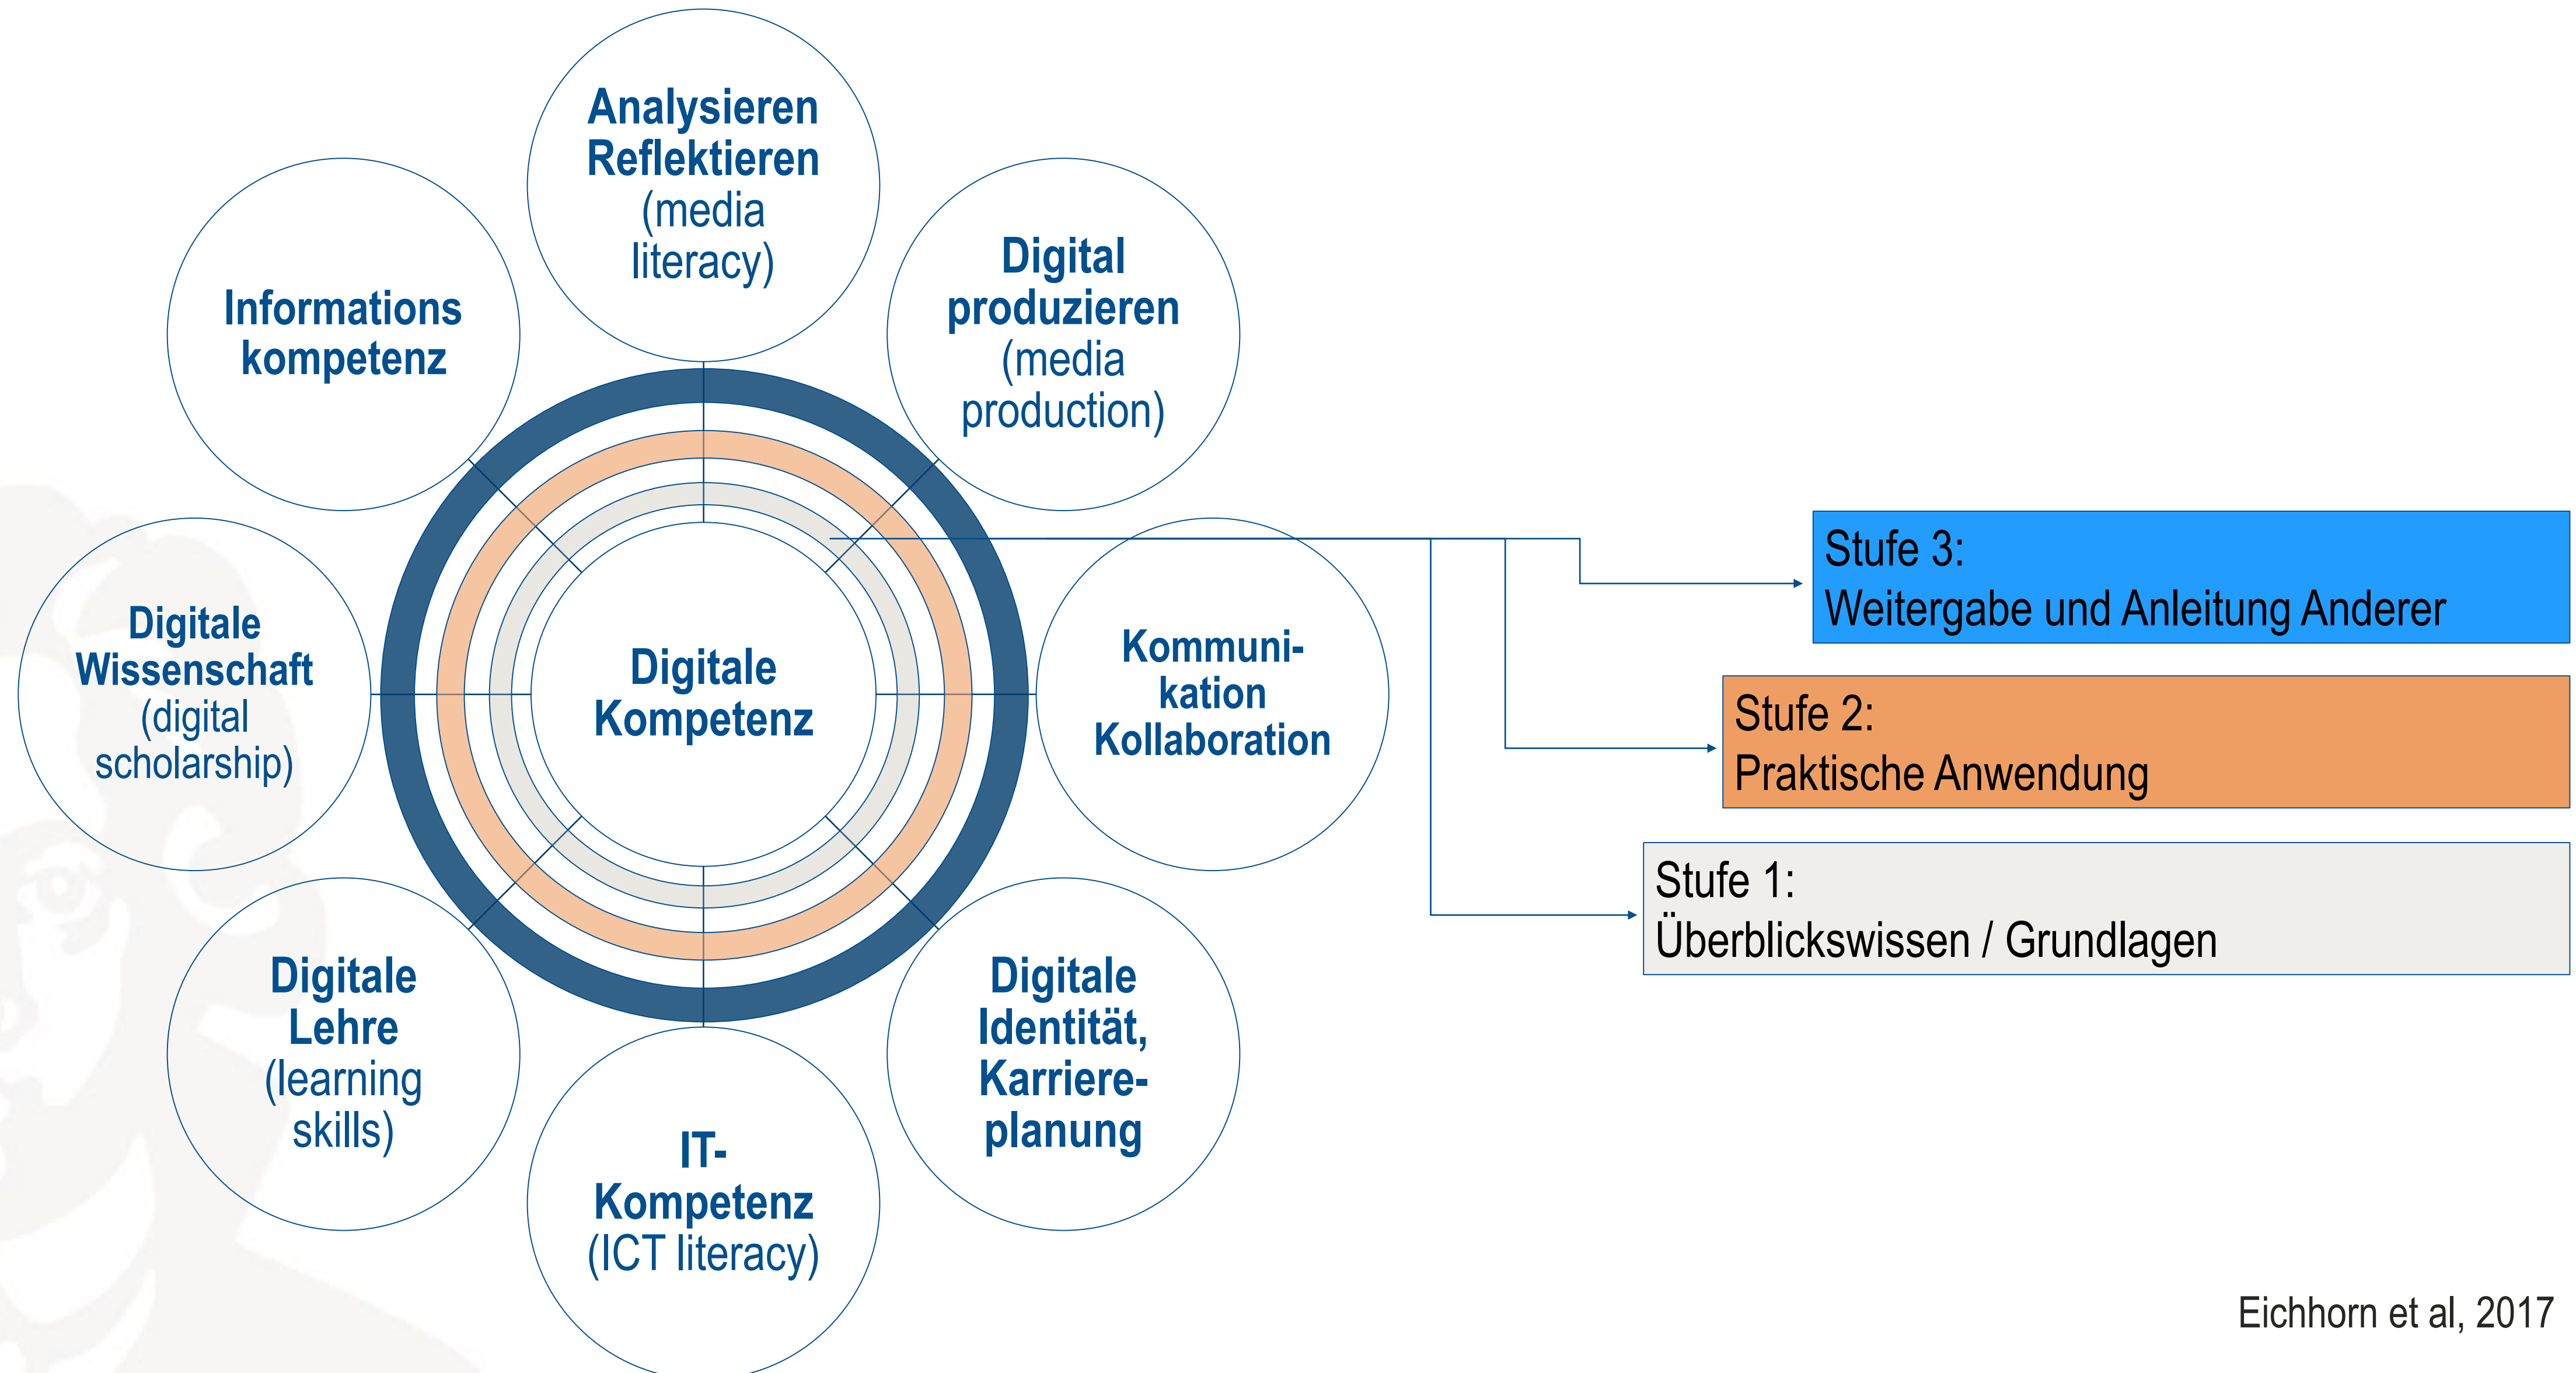 Analysieren
Reflektieren
(media
literacy)
Digital
produzieren
(media
production)
Informations
kompetenz
Kommuni-
kation
Kollaboration
Digitale
Wissenschaft
(digital
scholarship)
Digitale
Kompetenz
Digitale
Identität,
Karriere-
planung
Digitale
Lehre
(learning
skills)
IT-
Kompetenz
(ICT literacy)
Stufe 3:
Weitergabe und Anleitung Anderer
Stufe 2:
Praktische Anwendung
Stufe 1:
Überblickswissen / Grundlagen
Eichhorn et al, 2017